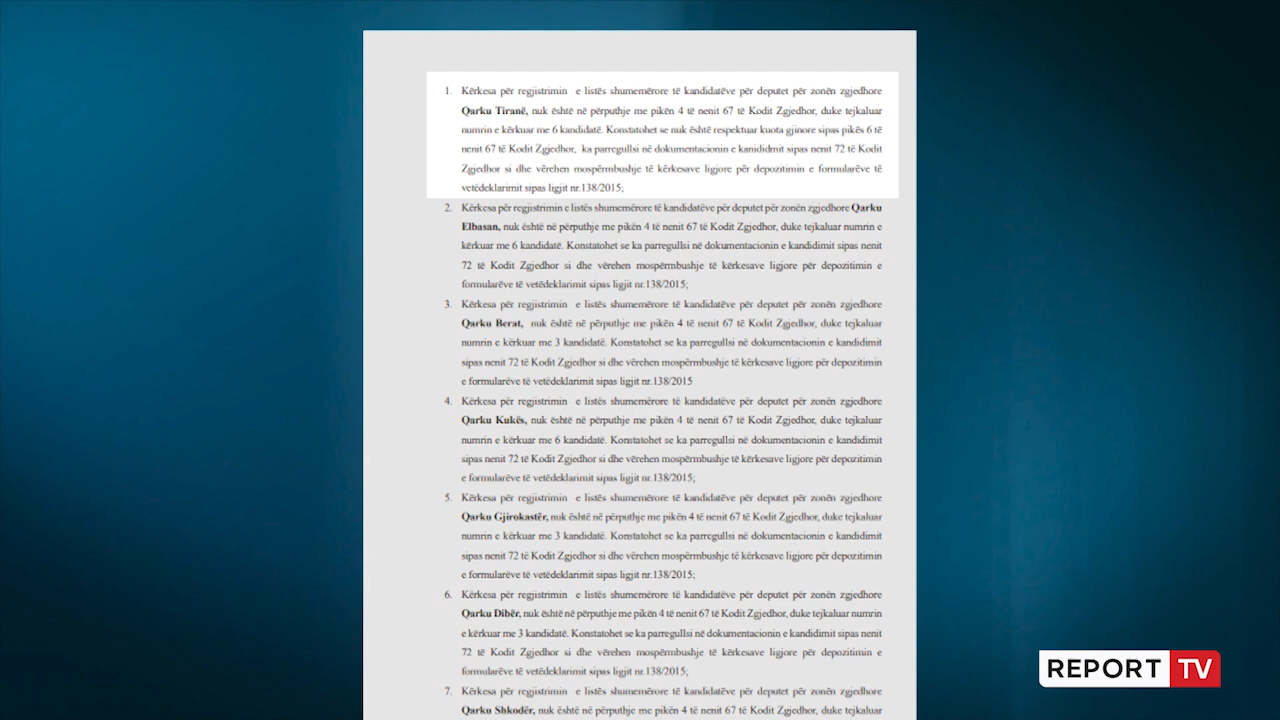 1. Kërkesa për regjistrimin e listës shumemërore të kandidatëve për deputet për zonën zgjedhore
Qarku Tiranë, nuk është në përputhje me pikën 4 të nenit 67 të Kodit Zgjedhor, duke tejkaluar
numrin e kërkuar me 6 kandidatë. Konstatohet se nuk është respektuar kuota gjinore sipas pikës 6 të
nenit 67 të Kodit Zgjedhor, ka parregullsi në dokumentacionin e kanididmit sipas nenit 72 të Kodit
Zgjedhor si dhe vërehen mospërmbushje të kërkesave ligjore për depozitimin e formularëve të
vetëdeklarimit sipas ligjit nr.138/2015;
2. Kërkesa për regjistrimin e listës shumemërore të kandidatëve për deputet për zonën zgjedhore Qarku
Elbasan, nuk është në përputhje me pikën 4 të nenit 67 të Kodit Zgjedhor, duke tejkaluar numrin e
kërkuar me 6 kandidatë. Konstatohet se ka parregullsi në dokumentacionin e kandidimit sipas nenit
72 të Kodit Zgjedhor si dhe vërehen mospërmbushje të kërkesave ligjore për depozitimin e
formularëve të vetëdeklarimit sipas ligjit nr.138/2015;
3. Kërkesa për regjistrimin e listës shumemërore të kandidatëve për deputet për zonën zgjedhore
Qarku Berat, nuk është në përputhje me pikën 4 të nenit 67 të Kodit Zgjedhor, duke tejkaluar
numrin e kërkuar me 3 kandidatë. Konstatohet se ka parregullsi në dokumentacionin e kandidimit
sipas nenit 72 të Kodit Zgjedhor si dhe vërehen mospërmbushje të kërkesave ligjore për depozitimin
e formularëve të vetëdeklarimit sipas ligjit nr.138/2015
4. Kërkesa për regjistrimin e listës shumemërore të kandidatëve për deputet për zonën zgjedhore
Qarku Kukës, nuk është në përputhje me pikën 4 të nenit 67 të Kodit Zgjedhor, duke tejkaluar
numrin e kërkuar me 6 kandidatë. Konstatohet se ka parregullsi në dokumentacionin e kandidimit
sipas nenit 72 të Kodit Zgjedhor si dhe vërehen mospërmbushje të kërkesave ligjore për depozitimin
e formularëve të vetëdeklarimit sipas ligjit nr.138/2015;
5. Kërkesa për regjistrimin e listës shumemërore të kandidatëve për deputet për zonën zgjedhore
Qarku Gjirokastër, nuk është në përputhje me pikën 4 të nenit 67 të Kodit Zgjedhor, duke tejkaluar
numrin e kërkuar me 3 kandidatë. Konstatohet se ka parregullsi në dokumentacionin e kandidimit
sipas nenit 72 të Kodit Zgjedhor si dhe vërehen mospërmbushje të kërkesave ligjore për depozitimin
e formularëve të vetëdeklarimit sipas ligjit nr.138/2015;
6. Kërkesa për regjistrimin e listës shumemërore të kandidatëve për deputet për zonën zgjedhore
Qarku Dibër, nuk është në përputhje me pikën 4 të nenit 67 të Kodit Zgjedhor, duke tejkaluar numrin
e kërkuar me 3 kandidatë. Konstatohet se ka parregullsi në dokumentacionin e kandidimit sipas nenit
72 të Kodit Zgjedhor si dhe vërehen mospërmbushje të kërkesave ligjore për depozitimin e
formularëve të vetëdeklarimit sipas ligjit nr.138/2015;
7. Kërkesa për regjistrimin e listës shumemërore të kandidatëve për deputet për zonën zgjedhore
Qarku Shkodër, nuk është në përputhje me pikën 4 të nenit 67 të Kodit Zgjedhor, duke tejkaluar
REPORT TV